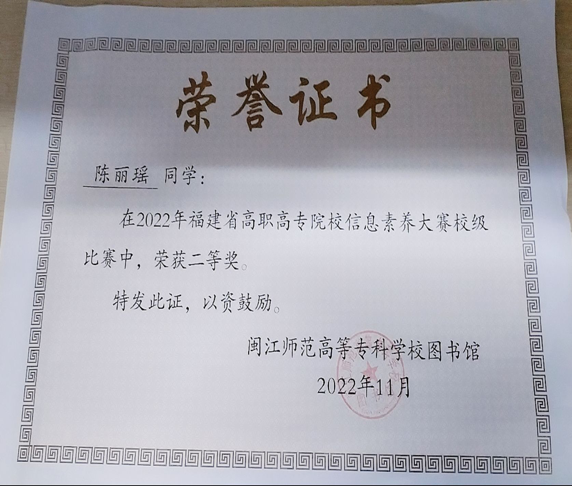 荣誉证书
陈丽瑶 同学：
在2022年福建省高职高专院校信息素养大赛校级
比赛中，荣获二等奖。
特发此证，以资鼓励。
闽江师范高等专科学校图书馆
2022年11月